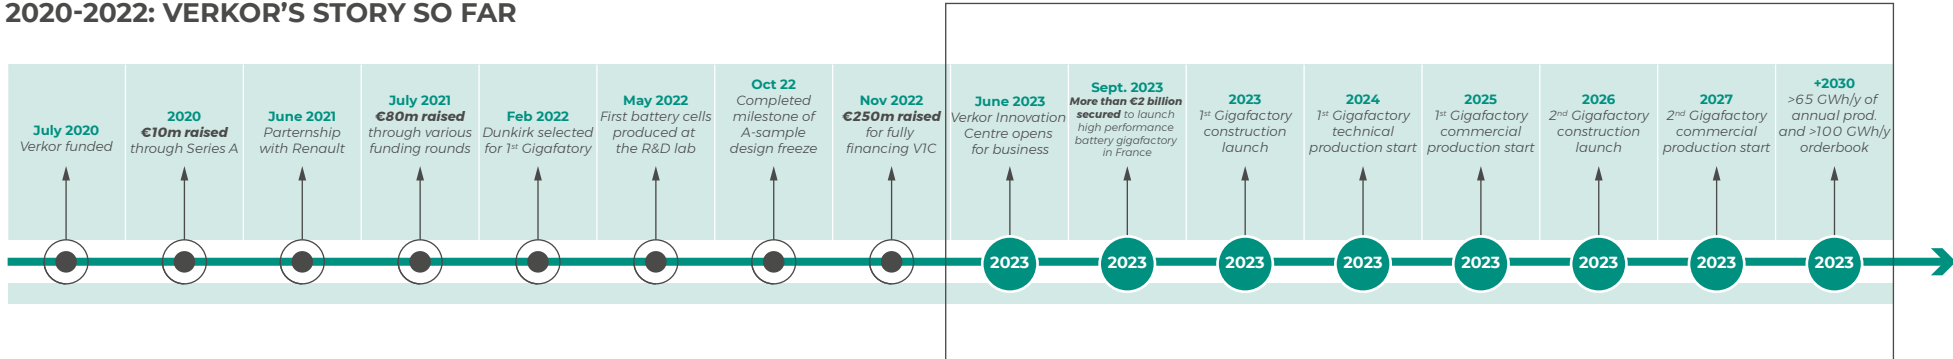 2020-2022: VERKOR'S STORY SO FAR
July 2020
Verkor funded
2020
€10m raised
through Series A
June 2021
Parternship
with Renault
July 2021
€80m raised
through various
funding rounds
Feb 2022
Dunkirk selected
for 1st Gigafatory
May 2022
First battery cells
produced at
the R&D lab
Oct 22
Completed
milestone of
A-sample
design freeze
Nov 2022
€250m raised
for fully
financing V1C
June 2023
Verkor Innovation
Centre opens
for business
Sept. 2023
More than €2 billion
secured to launch
high performance
battery gigafactory
in France
2023
1st Gigafactory
construction
launch
2024
1st Gigafactory
technical
production start
2025
1st Gigafactory
commercial
production start
2026
2nd Gigafactory
construction
launch
2027
2nd Gigafactory
commercial
production start
+2030
>65 GWh/y of
annual prod.
and >100 GWh/y
orderbook
2023
2023
2023
2023
2023
2023
2023
2023